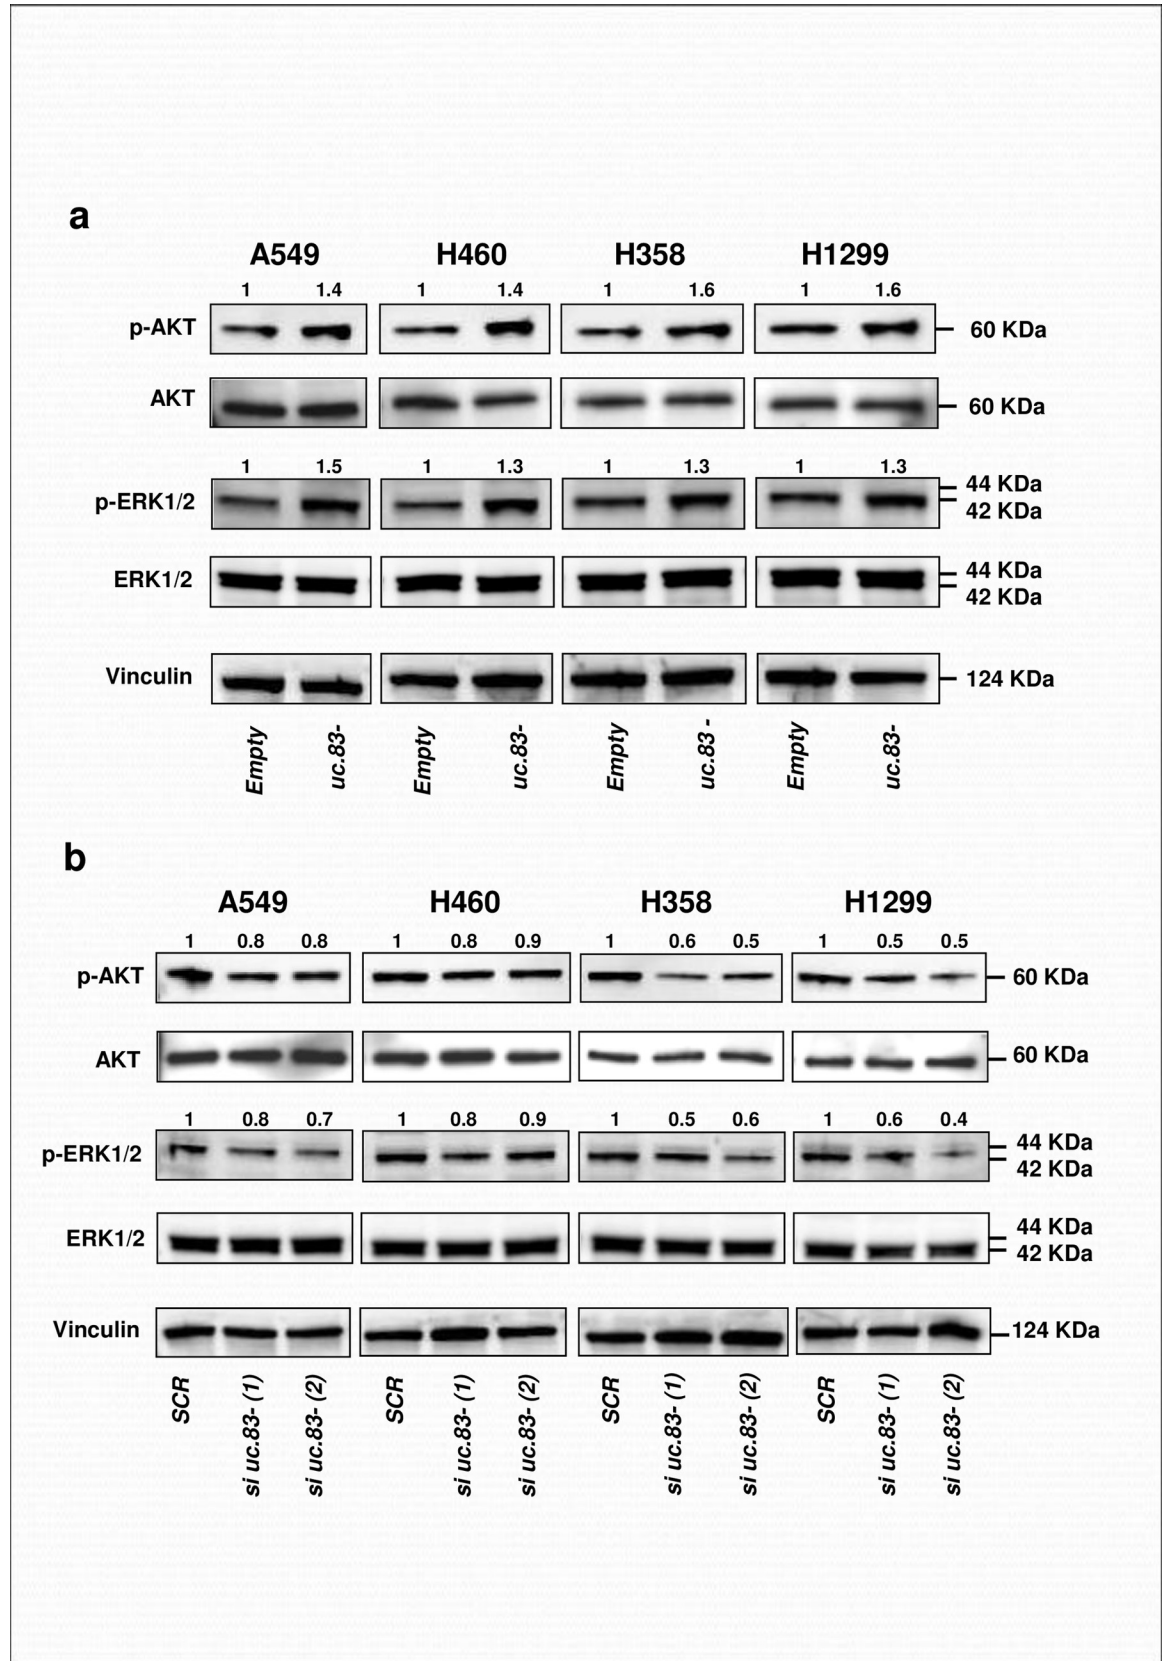 a
A549 H460 H358 H1299
1 1.4 1 1.4 1 1.6 1 1.6
p-AKT 60 KDa
AKT 60 KDa
1 1.5 1 1.3 1 1.3 1 1.3
p-ERK1/2 44 KDa
42 KDa
ERK1/2 44 KDa
42 KDa
Vinculin 124 KDa
Empty uc.83- Empty uc.83- Empty uc.83 - Empty uc.83-
b
A549 H460 H358 H1299
1 0.8 0.8 1 0.8 0.9 1 0.6 0.5 1 0.5 0.5
p-AKT 60 KDa
AKT 60 KDa
1 0.8 0.7 1 0.8 0.9 1 0.5 0.6 1 0.6 0.4
p-ERK1/2 44 KDa
42 KDa
ERK1/2 44 KDa
42 KDa
Vinculin 124 KDa
SCR si uc.83- (1) si uc.83- (2) SCR si uc.83- (1) si uc.83- (2) SCR si uc.83- (1) si uc.83- (2) SCR si uc.83- (1) si uc.83- (2)